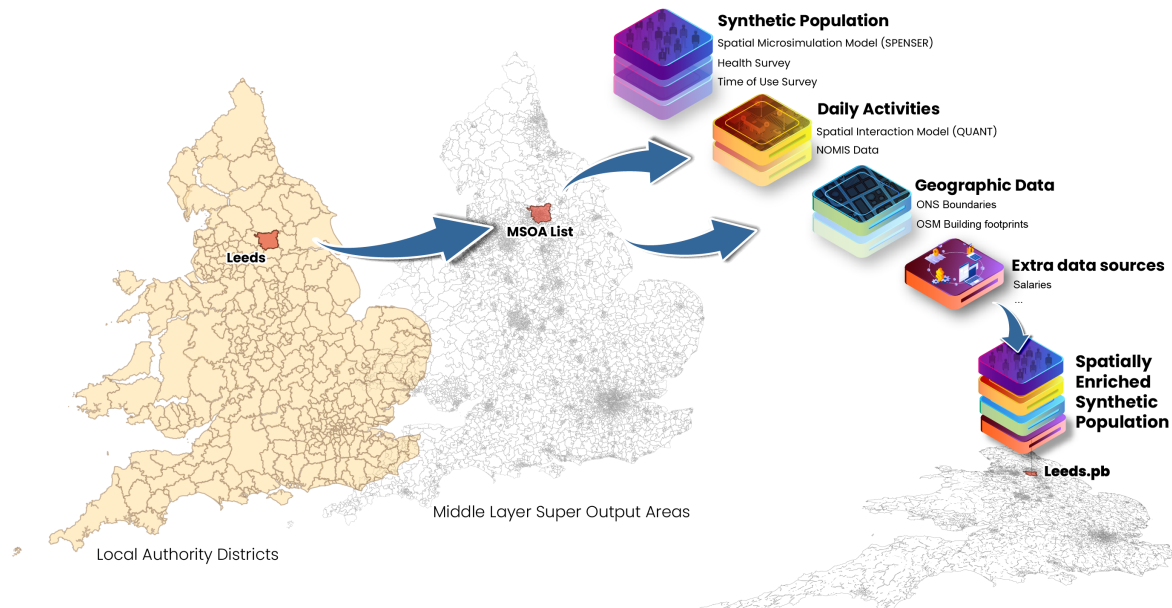 Synthetic Population
Spatial Microsimulation Model (SPENSER)
Health Survey
Time of Use Survey
Daily Activities
Spatial Interaction Model (QUANT)
NOMIS Data
Geographic Data
ONS Boundaries
OSM Building footprints
Extra data sources
Salaries
...
Leeds
MSOA List
Spatially
Enriched
Synthetic
Population
Leeds.pb
Middle Layer Super Output Areas
Local Authority Districts